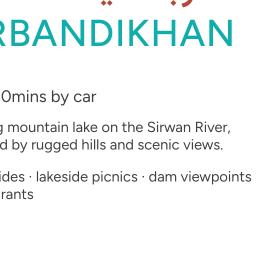 RBANDIKHAN
0mins by car
g mountain lake on the Sirwan River,
d by rugged hills and scenic views.
ides · lakeside picnics · dam viewpoints
rants